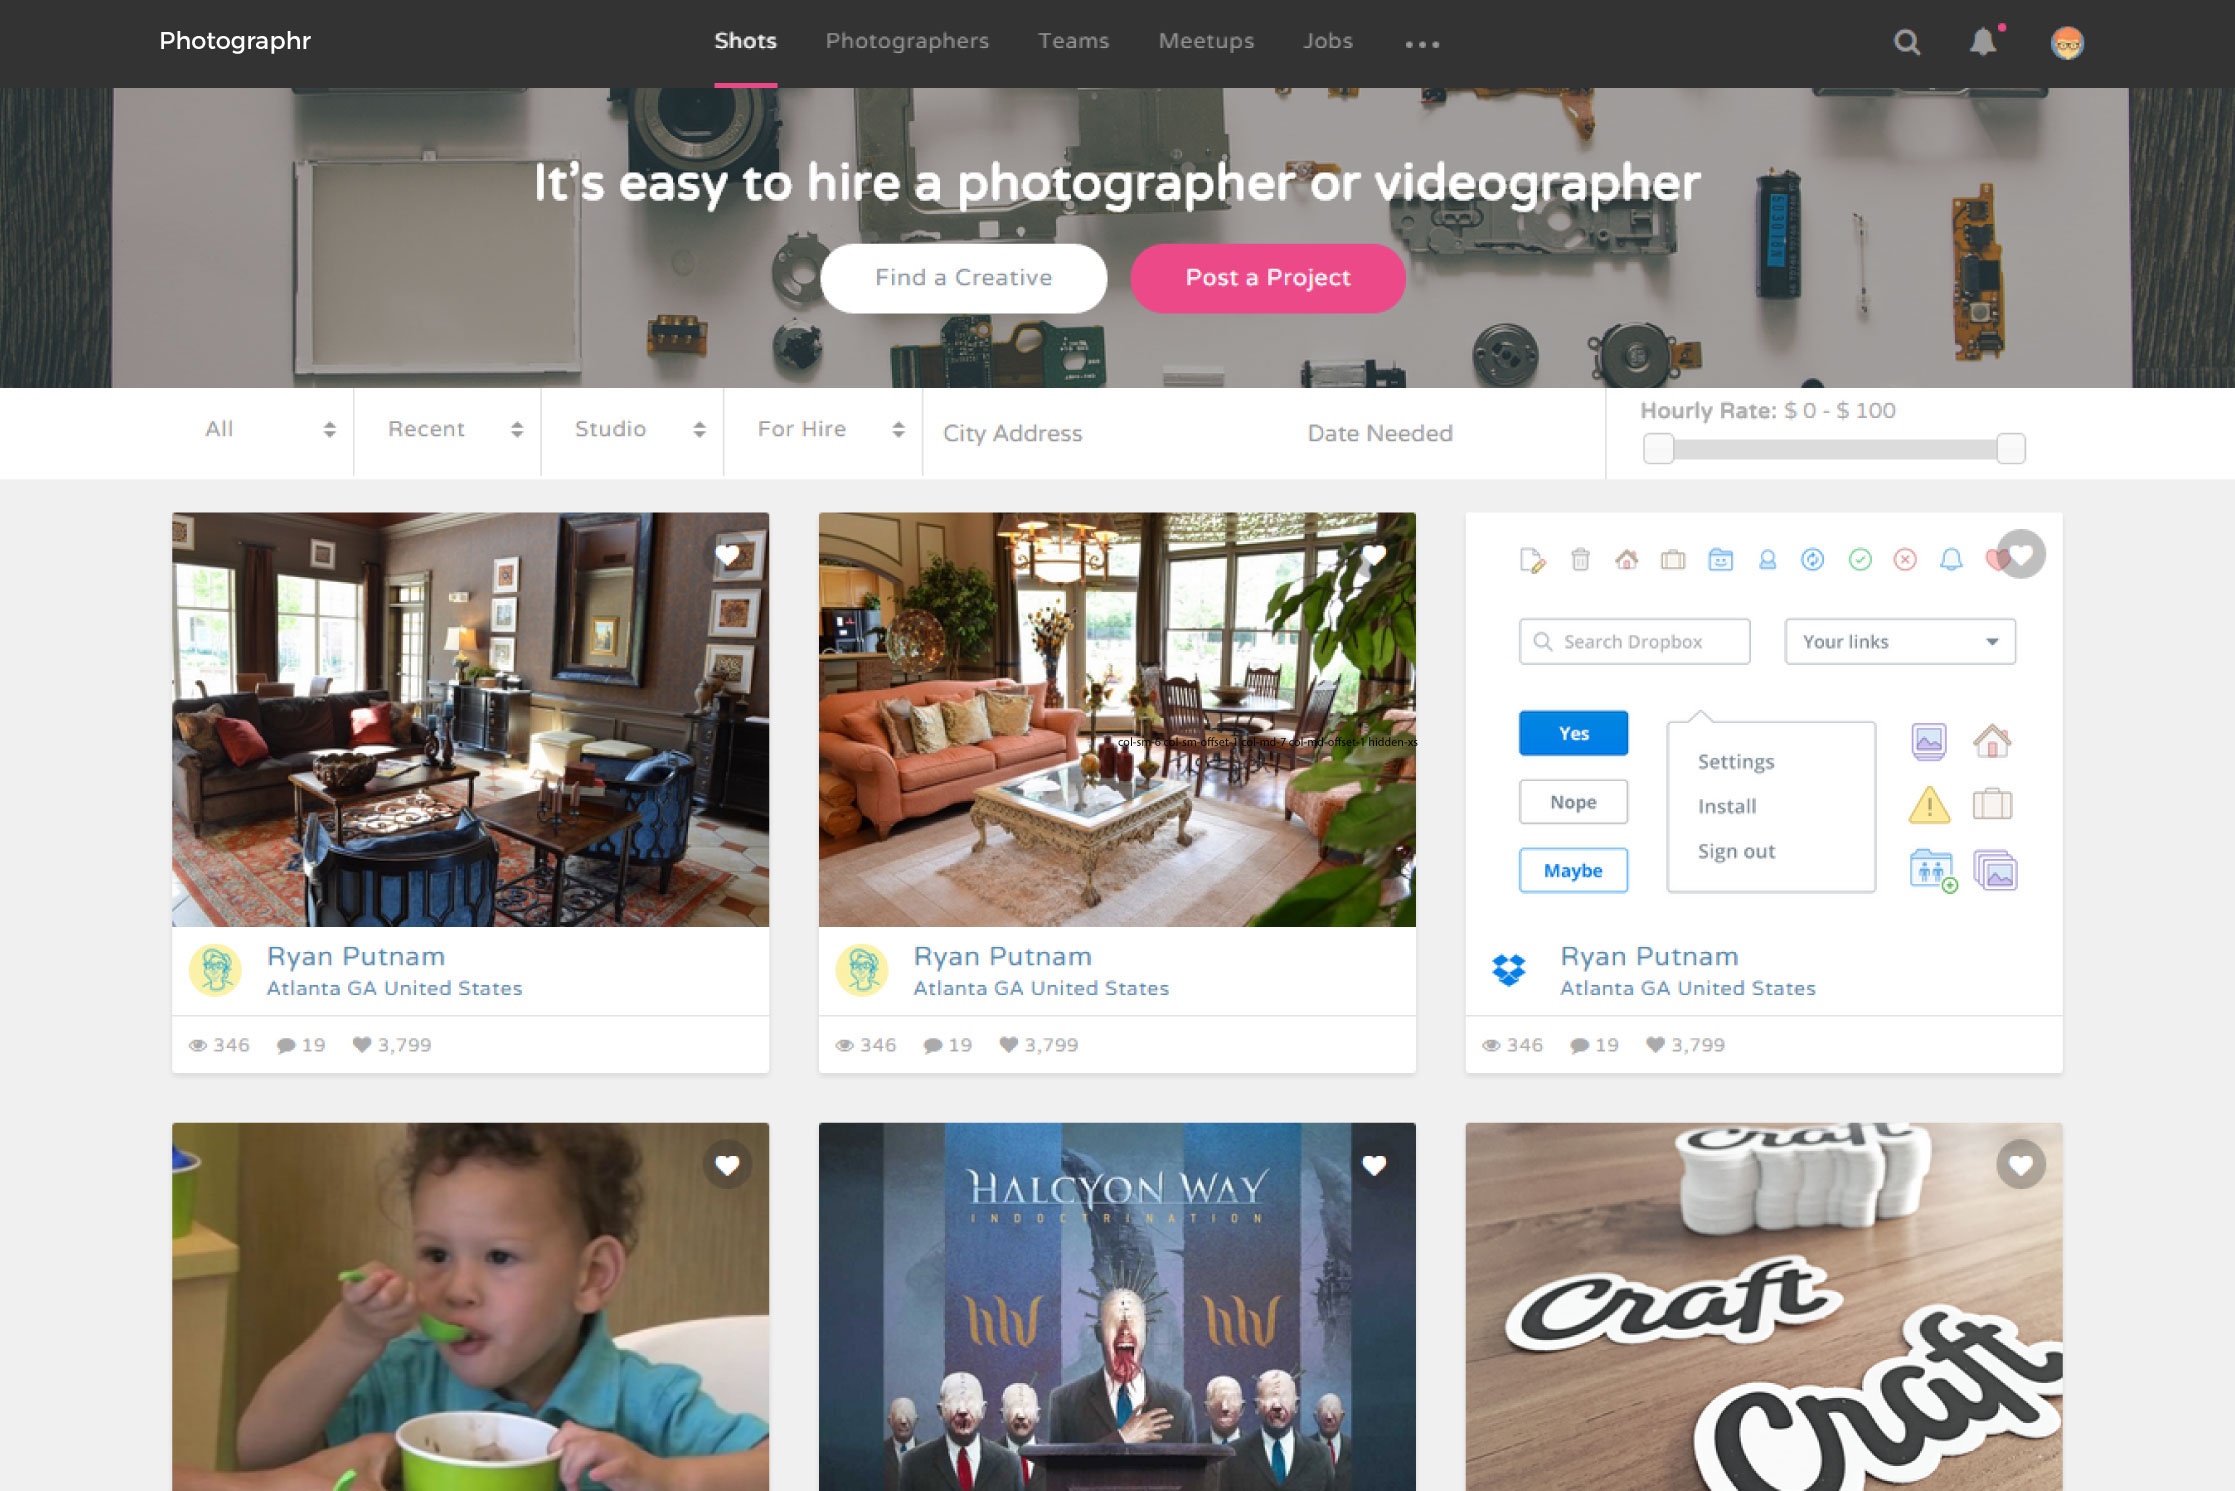 Photographr
Shots
Photographers
Teams
Meetups
Jobs
It's easy to hire a photographer or videographer
Find a Creative
Post a Project
All
Recent
Studio
For Hire
City Address
Date Needed
Hourly Rate: $ 0 - $ 100
Search Dropbox
Your links
Yes
Nope
Maybe
Settings
Install
Sign out
col-sm-6 col-sm-offset-1 col-md-7 col-md-offset-1 hidden-xs
Ryan Putnam
Atlanta GA United States
346 19 3,799
Ryan Putnam
Atlanta GA United States
346 19 3,799
Ryan Putnam
Atlanta GA United States
346 19 3,799
HALCYON WAY
INDOCTRINATION
Craft
Craft
Craft